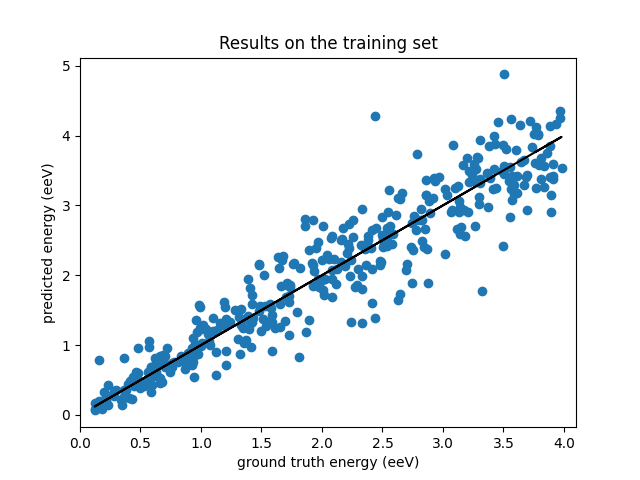 Results on the training set
5
4
3
2
1
0
predicted energy (eeV)
0.0 0.5 1.0 1.5 2.0 2.5 3.0 3.5 4.0
ground truth energy (eeV)